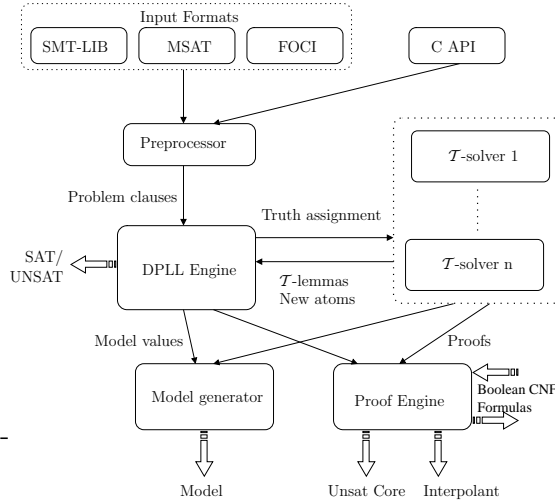 Input Formats
SMT-LIB
MSAT
FOCI
C API
Preprocessor
𝒯-solver 1
Problem clauses
Truth assignment
SAT/
UNSAT
DPLL Engine
𝒯-solver n
𝒯-lemmas
New atoms
Model values
Proofs
Model generator
Proof Engine
Boolean CNF
Formulas
Model
Unsat Core
Interpolant